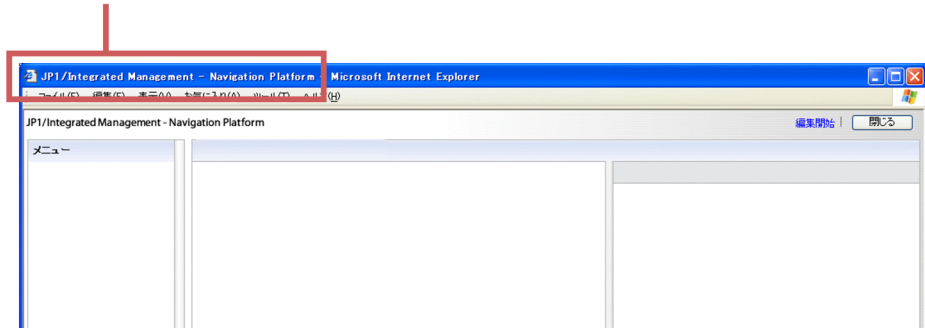 JP1/Integrated Management - Navigation Platform - Microsoft Internet Explorer
ファイル(F) 編集(E) 表示(V) お気に入り(A) ツール(T) ヘルプ(H)
JP1/Integrated Management - Navigation Platform 編集開始 | 閉じる
メニュー